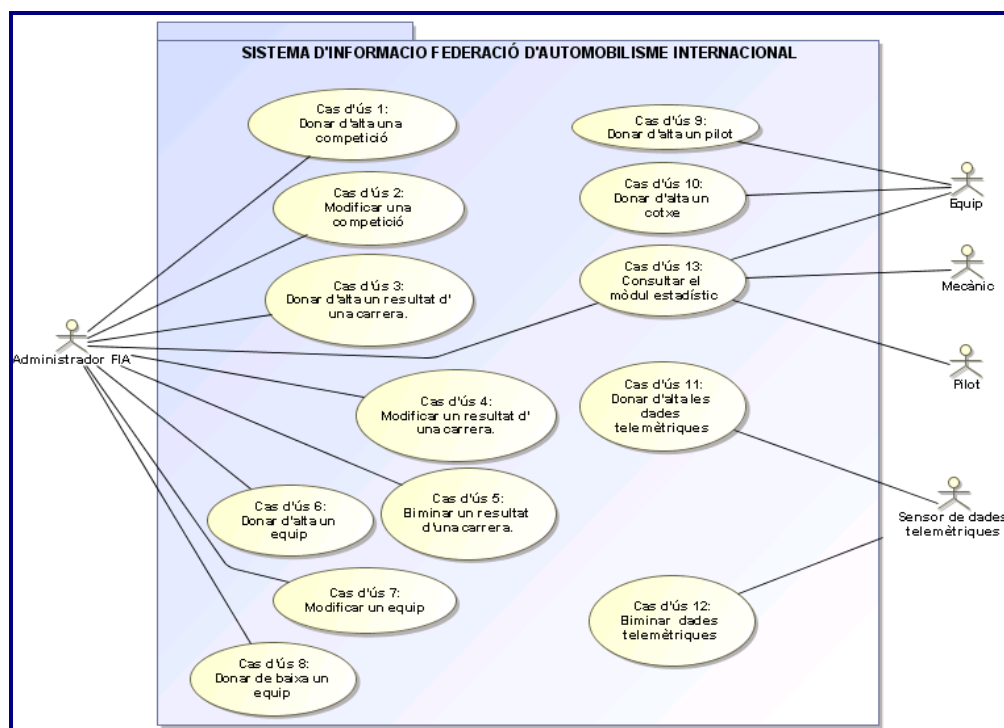 SISTEMA D'INFORMACIO FEDERACIÓ D'AUTOMOBILISME INTERNACIONAL
Cas d'ús 1:
Donar d'alta una
competició
Cas d'ús 2:
Modificar una
competició
Cas d'ús 3:
Donar d'alta un resultat d'
una carrera.
Administrador FIA
Cas d'ús 4:
Modificar un resultat d'
una carrera.
Cas d'ús 5:
Eliminar un resultat
d'una carrera.
Cas d'ús 6:
Donar d'alta un
equip
Cas d'ús 7:
Modificar un equip
Cas d'ús 8:
Donar de baixa un
equip
Cas d'ús 9:
Donar d'alta un pilot
Cas d'ús 10:
Donar d'alta un
cotxe
Cas d'ús 13:
Consultar el
mòdul estadístic
Cas d'ús 11:
Donar d'alta les
dades
telemètriques
Cas d'ús 12:
Eliminar dades
telemètriques
Equip
Mecànic
Pilot
Sensor de dades
telemètriques